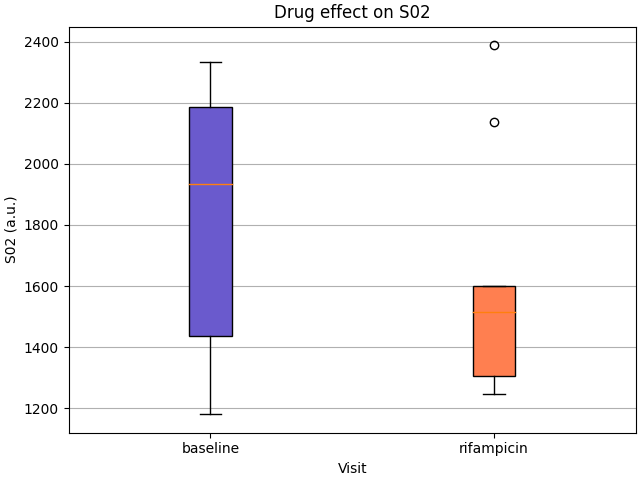 Drug effect on S02
2400
2200
2000
1800
1600
1400
1200
S02 (a.u.)
baseline
rifampicin
Visit